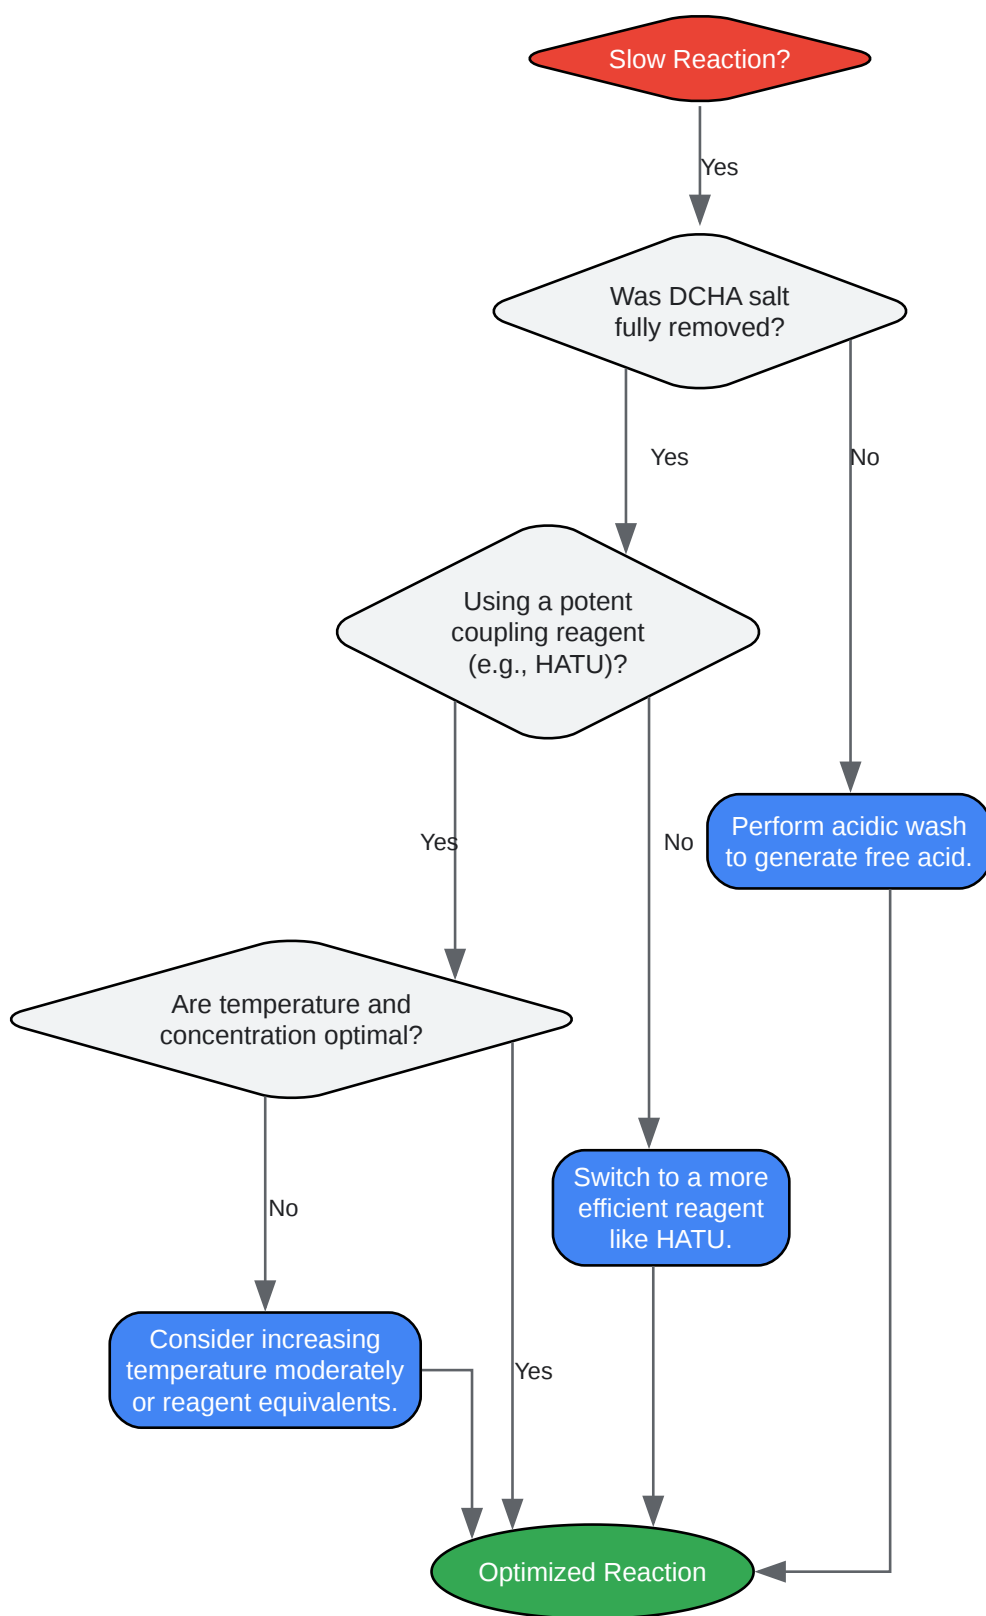 Slow Reaction?
Yes
Was DCHA salt
fully removed?
Yes
No
Using a potent
coupling reagent
(e.g., HATU)?
Yes
No
Perform acidic wash
to generate free acid.
Are temperature and
concentration optimal?
Switch to a more
efficient reagent
like HATU.
No
Consider increasing
temperature moderately
or reagent equivalents.
Yes
Optimized Reaction